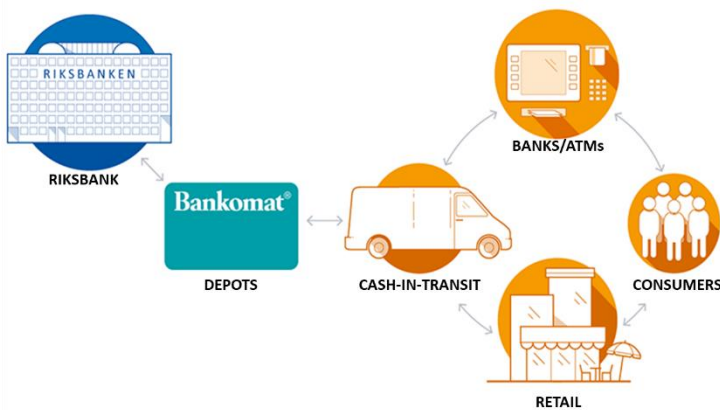 RIKSBANKEN
RIKSBANK
Bankomat®
DEPOTS
CASH-IN-TRANSIT
BANKS/ATMs
CONSUMERS
RETAIL